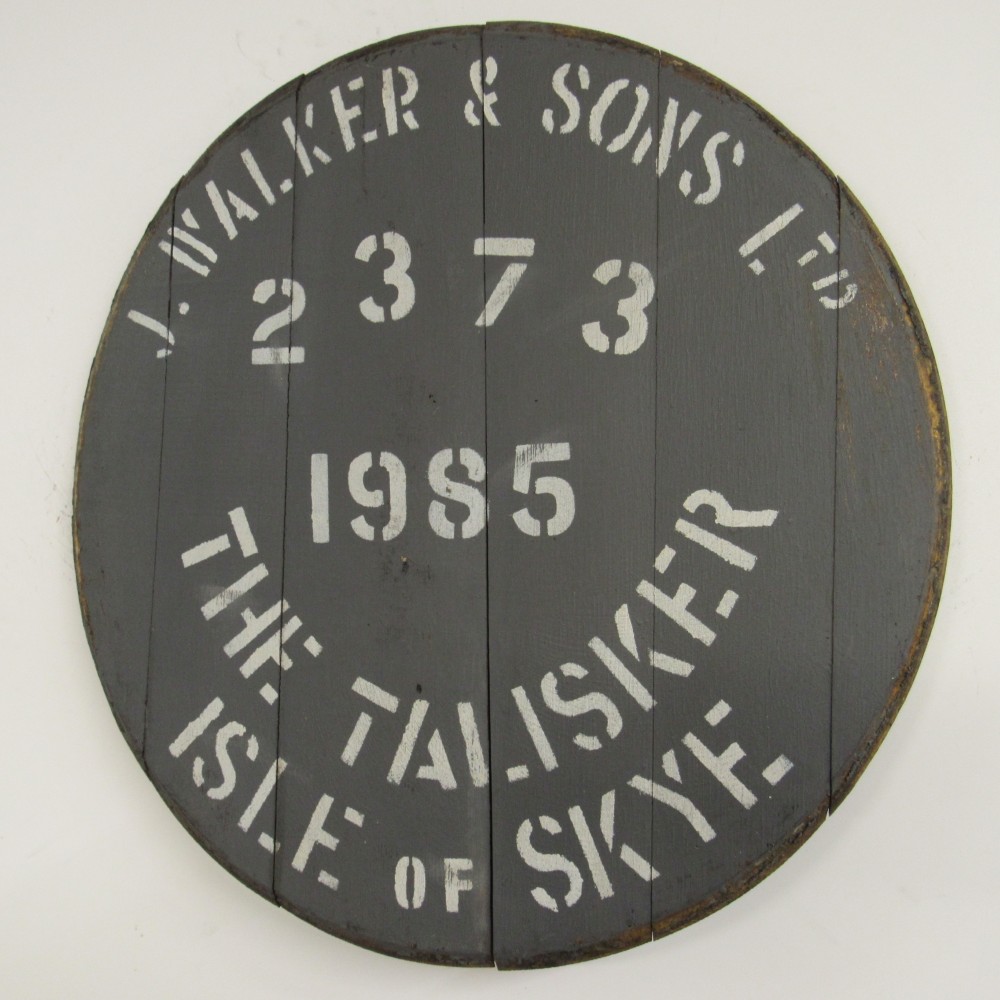 J. WALKER & SONS LTD
2373
1985
THE TALISKER
ISLE OF SKYE